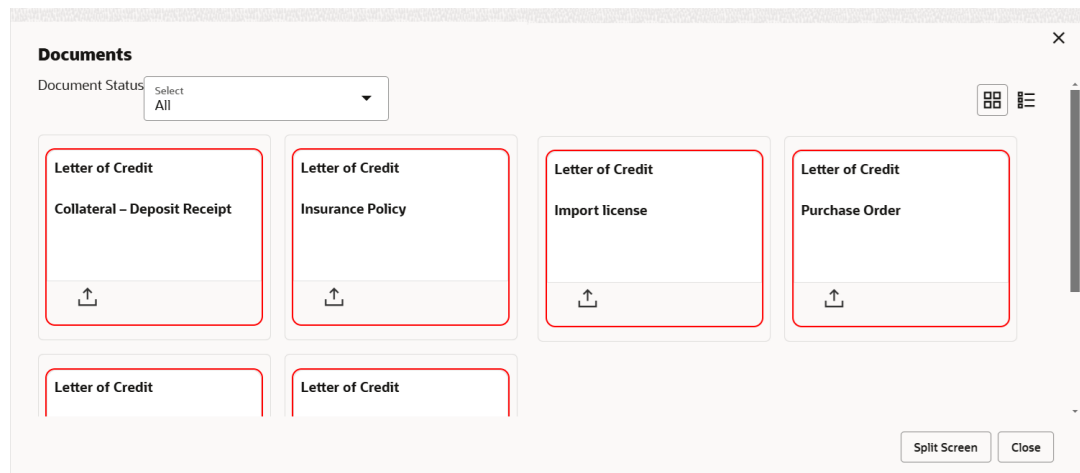 Documents
Document Status
Select
All
Letter of Credit
Collateral – Deposit Receipt
Letter of Credit
Insurance Policy
Letter of Credit
Import license
Letter of Credit
Purchase Order
Letter of Credit
Letter of Credit
Split Screen
Close